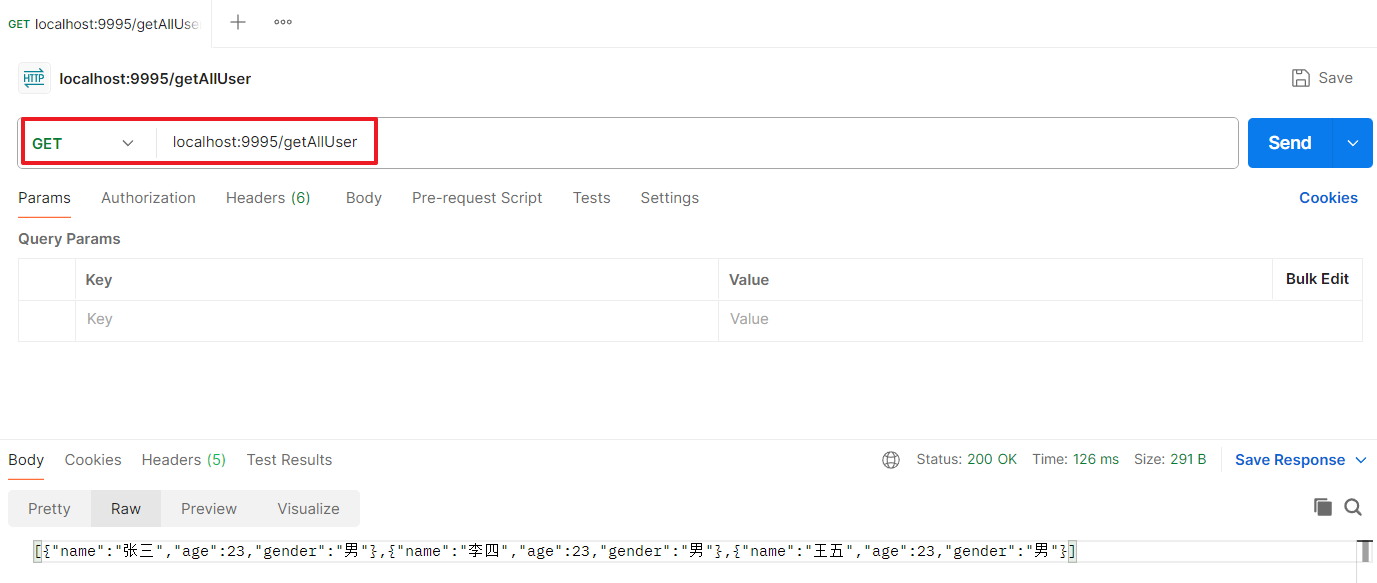 GET localhost:9995/getAllUse
HTTP localhost:9995/getAllUser Save
GET localhost:9995/getAllUser Send
Params Authorization Headers (6) Body Pre-request Script Tests Settings Cookies
Query Params
Key Value Bulk Edit
Key Value
Body Cookies Headers (5) Test Results Status: 200 OK Time: 126 ms Size: 291 B Save Response
Pretty Raw Preview Visualize
[{"name":"张三","age":23,"gender":"男"},{"name":"李四","age":23,"gender":"男"},{"name":"王五","age":23,"gender":"男"}]